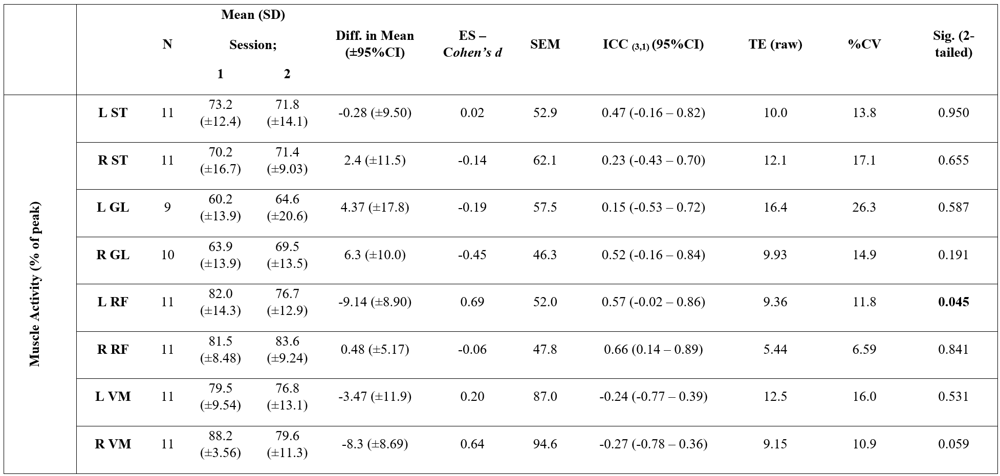 Mean (SD)
N
Session;
Diff. in Mean
(±95%CI)
ES –
Cohen’s d
SEM
ICC (3,1) (95%CI)
TE (raw)
%CV
Sig. (2-
tailed)
1 2
Muscle Activity (% of peak)
L ST 11 73.2 (±12.4) 71.8 (±14.1) -0.28 (±9.50) 0.02 52.9 0.47 (-0.16 – 0.82) 10.0 13.8 0.950
R ST 11 70.2 (±16.7) 71.4 (±9.03) 2.4 (±11.5) -0.14 62.1 0.23 (-0.43 – 0.70) 12.1 17.1 0.655
L GL 9 60.2 (±13.9) 64.6 (±20.6) 4.37 (±17.8) -0.19 57.5 0.15 (-0.53 – 0.72) 16.4 26.3 0.587
R GL 10 63.9 (±13.9) 69.5 (±13.5) 6.3 (±10.0) -0.45 46.3 0.52 (-0.16 – 0.84) 9.93 14.9 0.191
L RF 11 82.0 (±14.3) 76.7 (±12.9) -9.14 (±8.90) 0.69 52.0 0.57 (-0.02 – 0.86) 9.36 11.8 0.045
R RF 11 81.5 (±8.48) 83.6 (±9.24) 0.48 (±5.17) -0.06 47.8 0.66 (0.14 – 0.89) 5.44 6.59 0.841
L VM 11 79.5 (±9.54) 76.8 (±13.1) -3.47 (±11.9) 0.20 87.0 -0.24 (-0.77 – 0.39) 12.5 16.0 0.531
R VM 11 88.2 (±3.56) 79.6 (±11.3) -8.3 (±8.69) 0.64 94.6 -0.27 (-0.78 – 0.36) 9.15 10.9 0.059